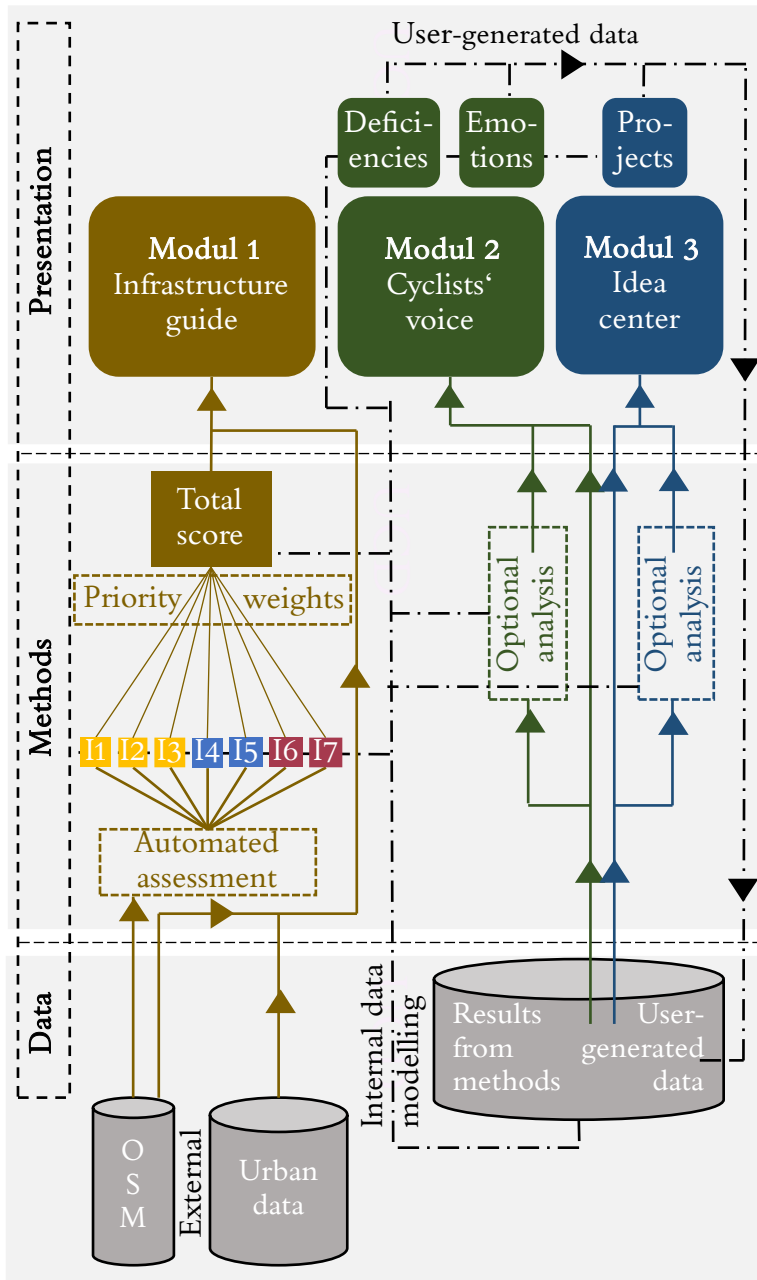 User-generated data
Defici-
encies
Emo-
tions
Pro-
jects
Presentation
Modul 1
Infrastructure
guide
Modul 2
Cyclists‘
voice
Modul 3
Idea
center
Methods
Total
score
Priority weights
Optional
analysis
Optional
analysis
I1 I2 I3 I4 I5 I6 I7
Automated
assessment
Data
Internal data
modelling
Results
from
methods
User-
generated
data
O
S
M
External
Urban
data